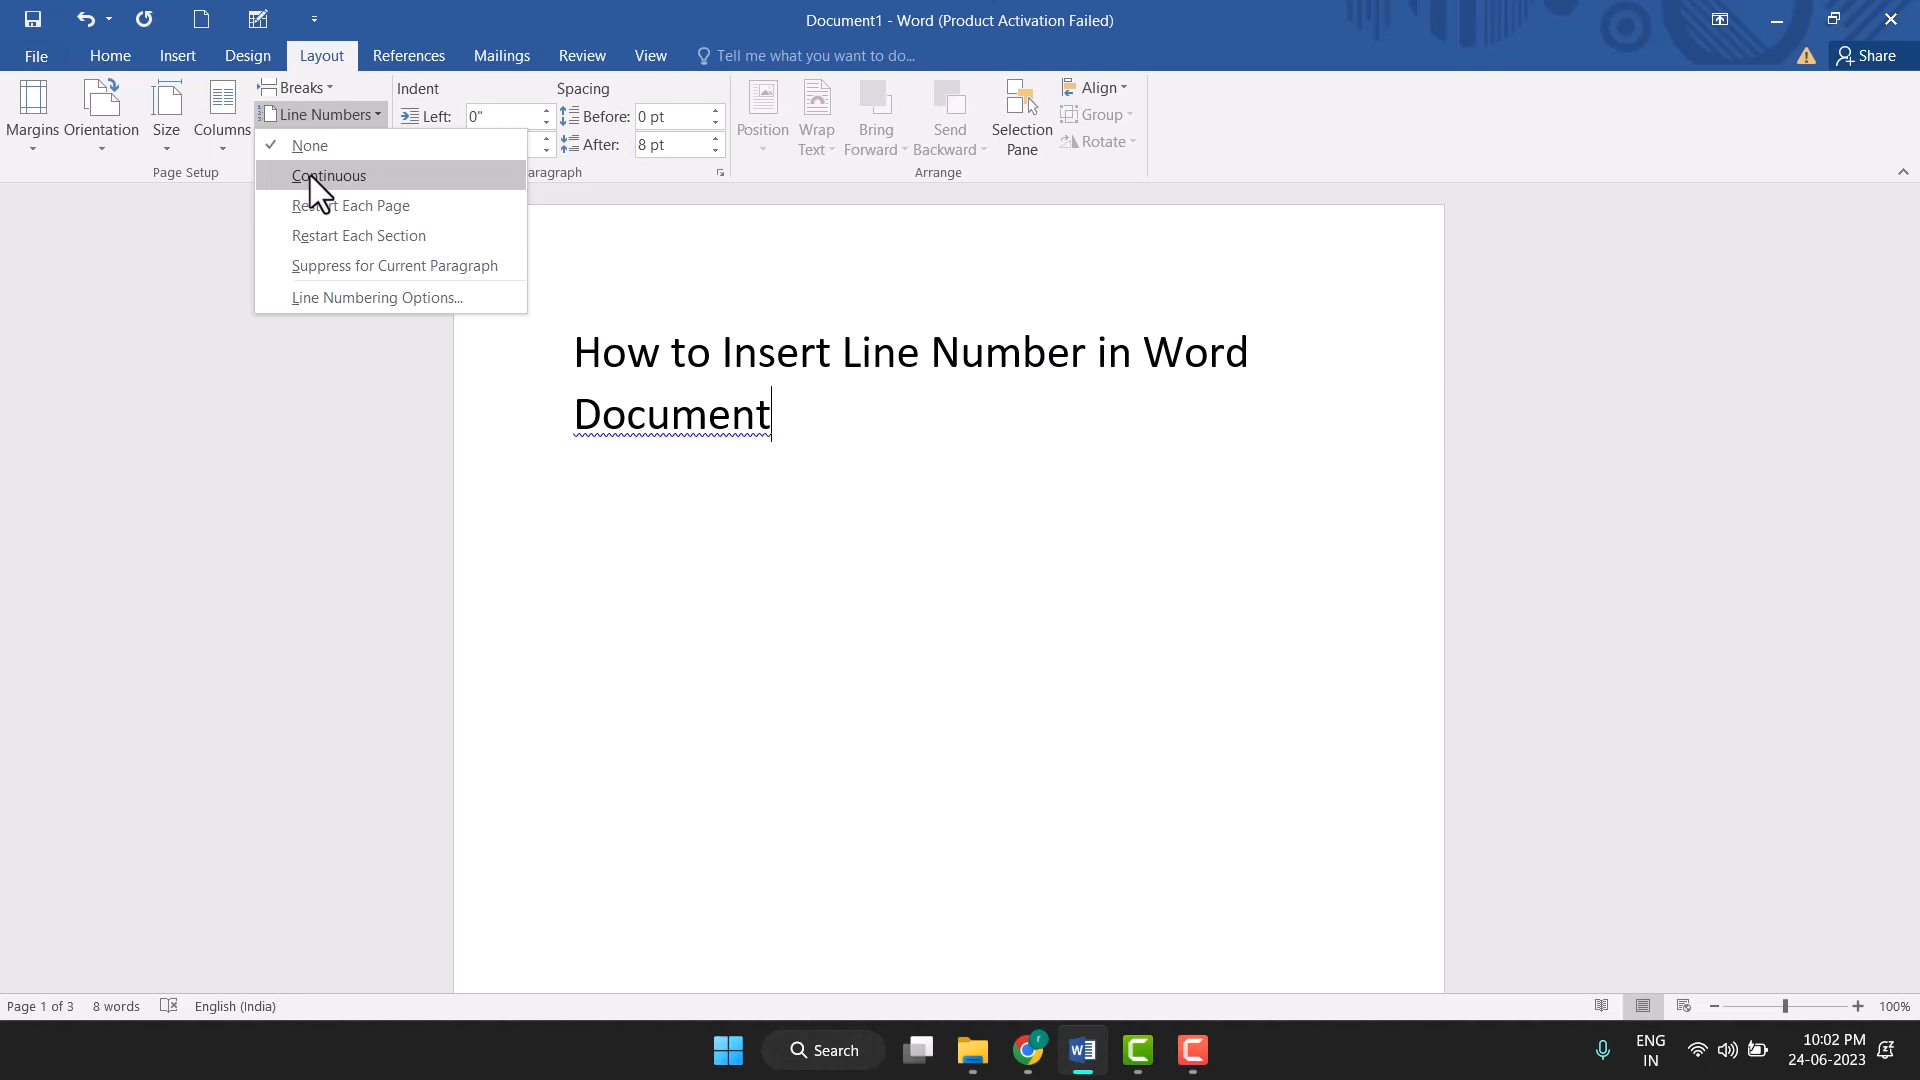 Document1 - Word (Product Activation Failed)
File Home Insert Design Layout References Mailings Review View Tell me what you want to do... Share
Margins Orientation Size Columns
Breaks
Line Numbers
Page Setup
None
Continuous
Restart Each Page
Restart Each Section
Suppress for Current Paragraph
Line Numbering Options...
Indent Spacing
Left: 0" Before: 0 pt
After: 8 pt
aragraph
Position Wrap Text Bring Forward Send Backward Selection Pane
Align
Group
Rotate
Arrange
How to Insert Line Number in Word
Document
Page 1 of 3 8 words English (India) 100%
Search
ENG
IN
10:02 PM
24-06-2023